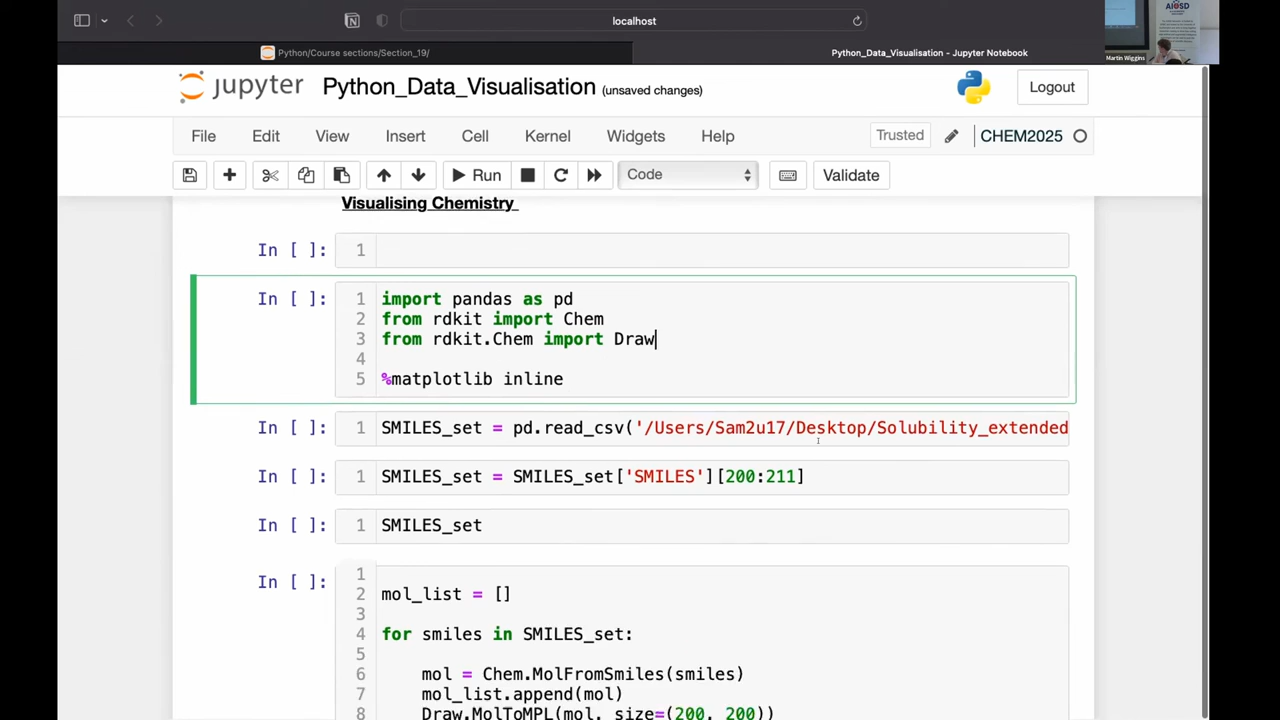 localhost
Python/Course sections/Section_19/
Python_Data_Visualisation - Jupyter Notebook
AI4SD
Martin Wiggins
jupyter Python_Data_Visualisation (unsaved changes)
Logout
File Edit View Insert Cell Kernel Widgets Help
Trusted
CHEM2025
Run
Code
Validate
Visualising Chemistry
In [ ]:
1
In [ ]:
1 import pandas as pd
2 from rdkit import Chem
3 from rdkit.Chem import Draw
4
5 %matplotlib inline
In [ ]:
1 SMILES_set = pd.read_csv('/Users/Sam2u17/Desktop/Solubility_extended
In [ ]:
1 SMILES_set = SMILES_set['SMILES'][200:211]
In [ ]:
1 SMILES_set
In [ ]:
1
2 mol_list = []
3
4 for smiles in SMILES_set:
5
6 mol = Chem.MolFromSmiles(smiles)
7 mol_list.append(mol)
8 Draw.MolToMPL(mol, size=(200, 200))